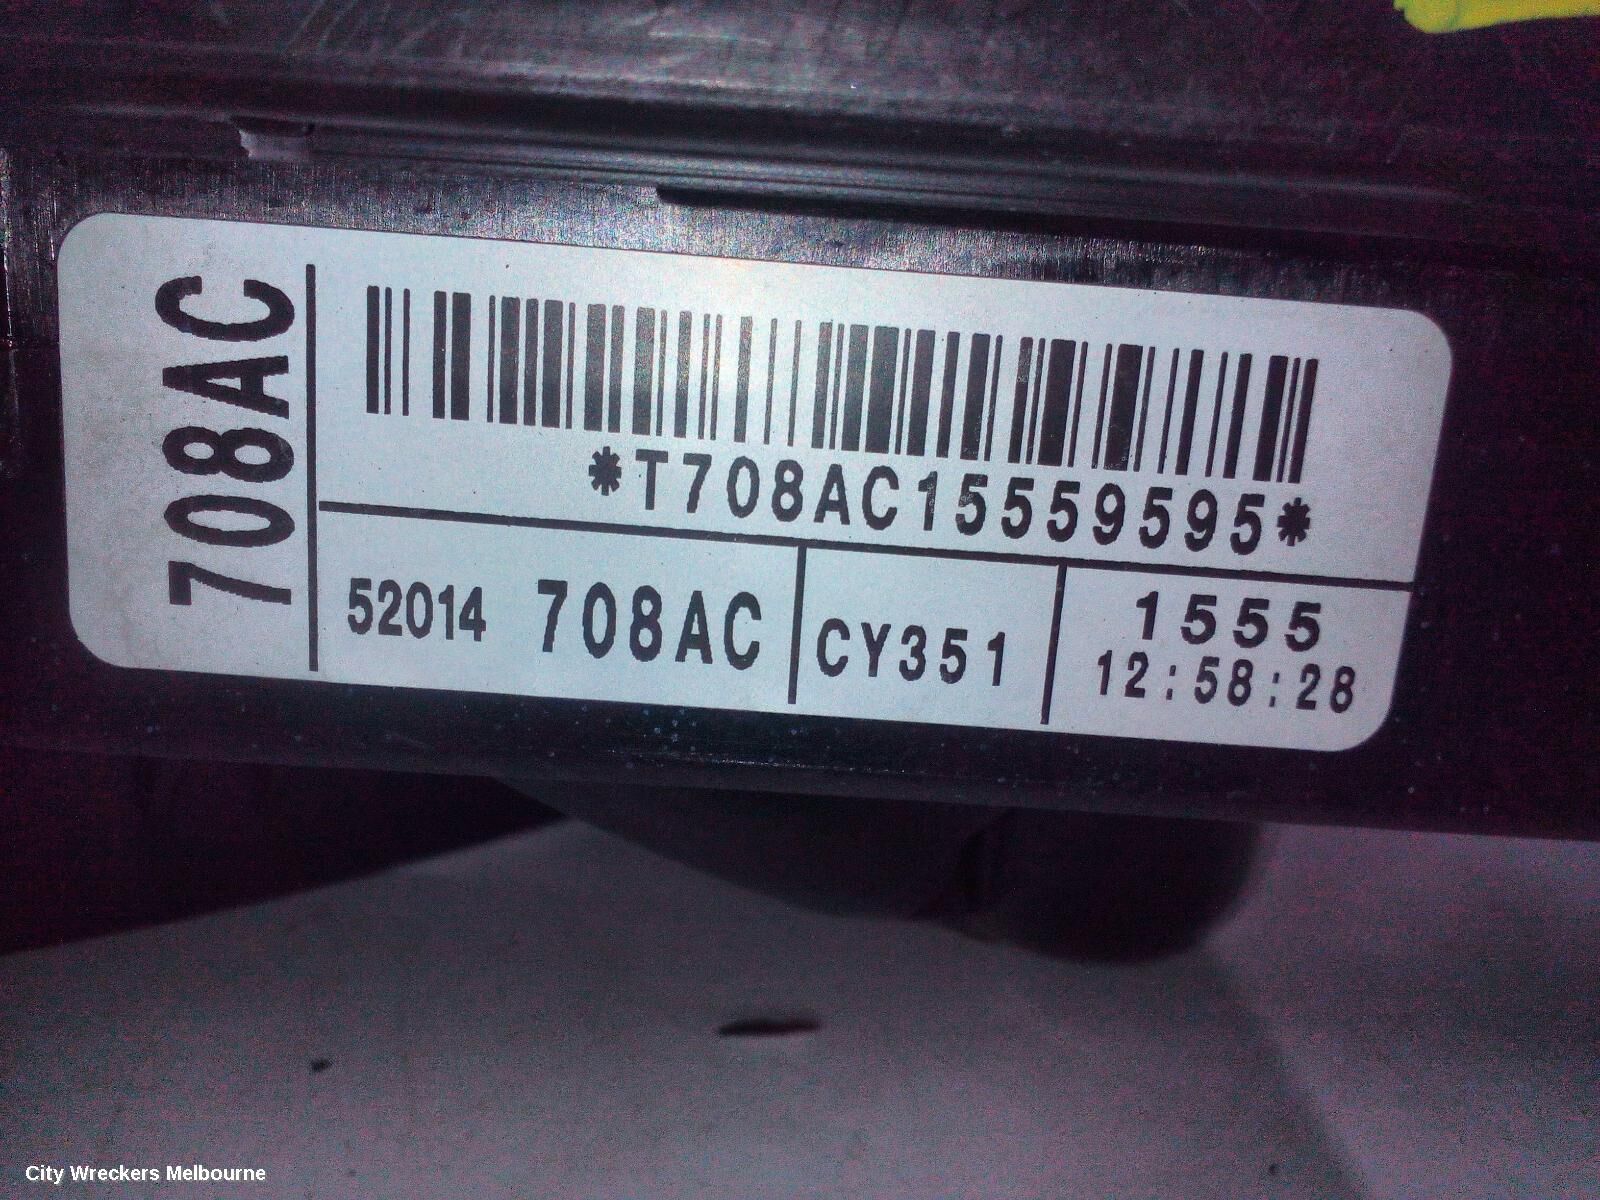 708AC
*T708AC15559595*
52014 708AC
CY351
1555
12:58:28
City Wreckers Melbourne